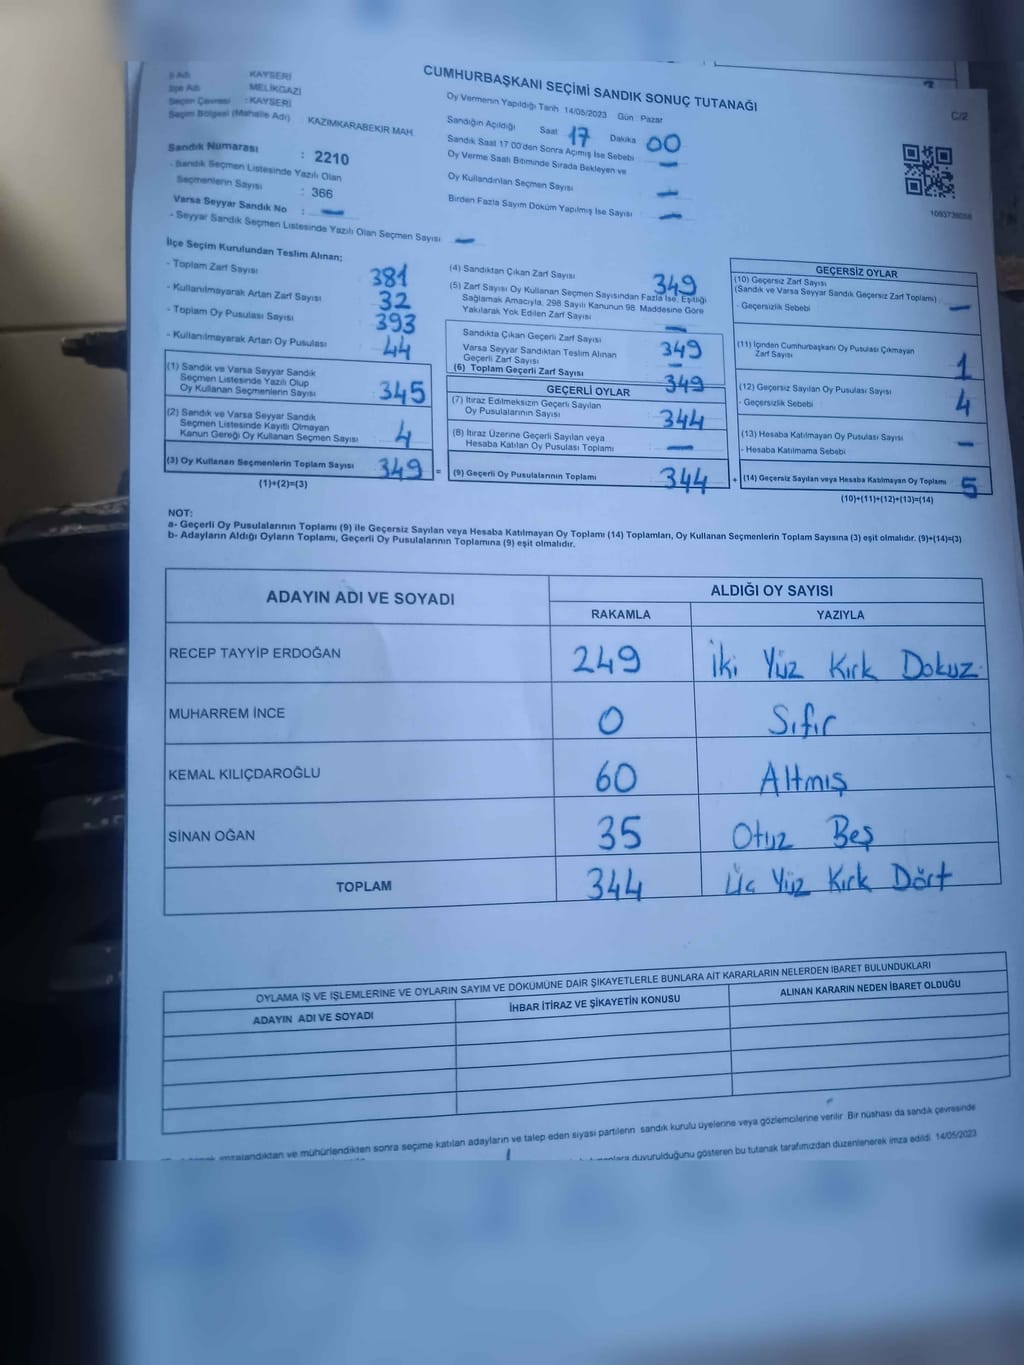 İl Adı KAYSERİ
İlçe Adı MELİKGAZİ
Seçim Çevresi : KAYSERİ
Seçim Bölgesi (Mahalle Adı) KAZIMKARABEKİR MAH.
Sandık Numarası : 2210
- Sandık Seçmen Listesinde Yazılı Olan
Seçmenlerin Sayısı : 366
Varsa Seyyar Sandık No : —
- Seyyar Sandık Seçmen Listesinde Yazılı Olan Seçmen Sayısı —
CUMHURBAŞKANI SEÇİMİ SANDIK SONUÇ TUTANAĞI
C/2
Oy Vermenin Yapıldığı Tarih 14/05/2023 Gün Pazar
Sandığın Açıldığı Saat 17 Dakika 00
Sandık Saat 17 00'den Sonra Açılmış İse Sebebi —
Oy Verme Saati Bitiminde Sırada Bekleyen ve
Oy Kullandırılan Seçmen Sayısı —
Birden Fazla Sayım Döküm Yapılmış İse Sayısı —
İlçe Seçim Kurulundan Teslim Alınan;
- Toplam Zarf Sayısı 381
- Kullanılmayarak Artan Zarf Sayısı 32
- Toplam Oy Pusulası Sayısı 393
- Kullanılmayarak Artan Oy Pusulası 44
(1) Sandık ve Varsa Seyyar Sandık
Seçmen Listesinde Yazılı Olup
Oy Kullanan Seçmenlerin Sayısı 345
(2) Sandık ve Varsa Seyyar Sandık
Seçmen Listesinde Kayıtlı Olmayan
Kanun Gereği Oy Kullanan Seçmen Sayısı 4
(3) Oy Kullanan Seçmenlerin Toplam Sayısı 349 =
(1)+(2)=(3)
(4) Sandıktan Çıkan Zarf Sayısı 349
(5) Zarf Sayısı Oy Kullanan Seçmen Sayısından Fazla İse, Eşitliği
Sağlamak Amacıyla, 298 Sayılı Kanunun 98. Maddesine Göre
Yakılarak Yok Edilen Zarf Sayısı —
Sandıkta Çıkan Geçerli Zarf Sayısı 349
Varsa Seyyar Sandıktan Teslim Alınan
Geçerli Zarf Sayısı —
(6) Toplam Geçerli Zarf Sayısı 349
GEÇERLİ OYLAR
(7) İtiraz Edilmeksizin Geçerli Sayılan
Oy Pusulalarının Sayısı 344
(8) İtiraz Üzerine Geçerli Sayılan veya
Hesaba Katılan Oy Pusulası Toplamı —
(9) Geçerli Oy Pusulalarının Toplamı 344 +
GEÇERSİZ OYLAR
(10) Geçersiz Zarf Sayısı
(Sandık ve Varsa Seyyar Sandık Geçersiz Zarf Toplamı)
- Geçersizlik Sebebi —
(11) İçinden Cumhurbaşkanı Oy Pusulası Çıkmayan
Zarf Sayısı 1
(12) Geçersiz Sayılan Oy Pusulası Sayısı
- Geçersizlik Sebebi 4
(13) Hesaba Katılmayan Oy Pusulası Sayısı —
- Hesaba Katılmama Sebebi
(14) Geçersiz Sayılan veya Hesaba Katılmayan Oy Toplamı 5
(10)+(11)+(12)+(13)=(14)
NOT:
a- Geçerli Oy Pusulalarının Toplamı (9) ile Geçersiz Sayılan veya Hesaba Katılmayan Oy Toplamı (14) Toplamları, Oy Kullanan Seçmenlerin Toplam Sayısına (3) eşit olmalıdır. (9)+(14)=(3)
b- Adayların Aldığı Oyların Toplamı, Geçerli Oy Pusulalarının Toplamına (9) eşit olmalıdır.
ADAYIN ADI VE SOYADI
ALDIĞI OY SAYISI
RAKAMLA YAZIYLA
RECEP TAYYİP ERDOĞAN 249 İki Yüz Kırk Dokuz
MUHARREM İNCE 0 Sıfır
KEMAL KILIÇDAROĞLU 60 Altmış
SİNAN OĞAN 35 Otuz Beş
TOPLAM 344 Üç Yüz Kırk Dört
OYLAMA İŞ VE İŞLEMLERİNE VE OYLARIN SAYIM VE DÖKÜMÜNE DAİR ŞİKAYETLERLE BUNLARA AİT KARARLARIN NELERDEN İBARET BULUNDUKLARI
ADAYIN ADI VE SOYADI İHBAR İTİRAZ VE ŞİKAYETİN KONUSU ALINAN KARARIN NEDEN İBARET OLDUĞU
imzalandıktan ve mühürlendikten sonra seçime katılan adayların ve talep eden siyasi partilerin sandık kurulu üyelerine veya gözlemcilerine verilir. Bir nüshası da sandık çevresinde
duyurulduğunu gösteren bu tutanak tarafımızdan düzenlenerek imza edildi. 14/05/2023